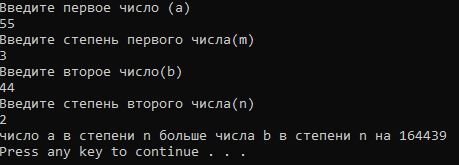 Введите первое число (a)
55
Введите степень первого числа(m)
3
Введите второе число(b)
44
Введите степень второго числа(n)
2
число a в степени n больше числа b в степени n на 164439
Press any key to continue . . .